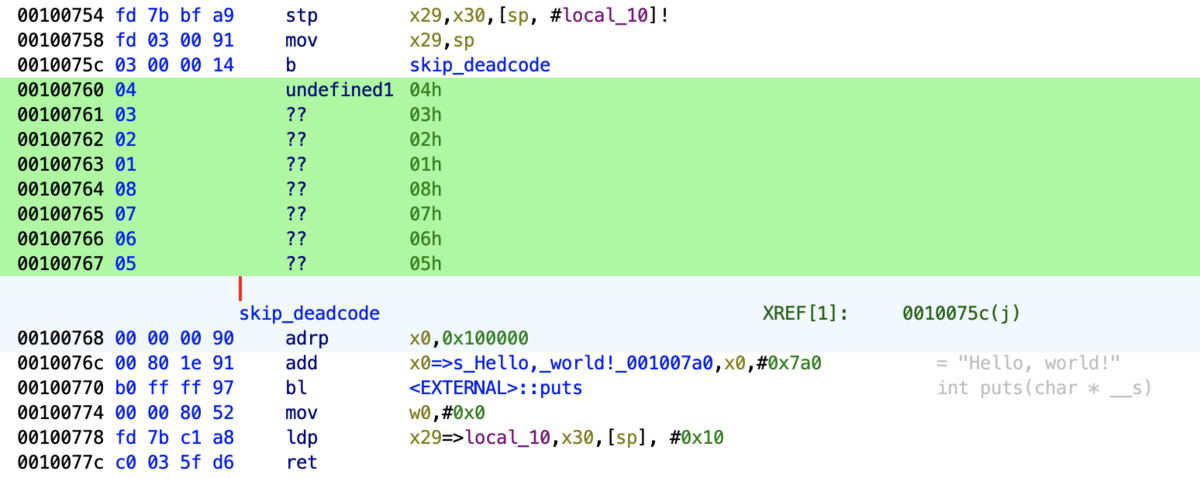 00100754 fd 7b bf a9 stp x29,x30,[sp, #local_10]!
00100758 fd 03 00 91 mov x29,sp
0010075c 03 00 00 14 b skip_deadcode
00100760 04 undefined1 04h
00100761 03 ?? 03h
00100762 02 ?? 02h
00100763 01 ?? 01h
00100764 08 ?? 08h
00100765 07 ?? 07h
00100766 06 ?? 06h
00100767 05 ?? 05h
skip_deadcode XREF[1]: 0010075c(j)
00100768 00 00 00 90 adrp x0,0x100000
0010076c 00 80 1e 91 add x0=>s_Hello,_world!_001007a0,x0,#0x7a0 = "Hello, world!"
00100770 b0 ff ff 97 bl <EXTERNAL>::puts int puts(char * __s)
00100774 00 00 80 52 mov w0,#0x0
00100778 fd 7b c1 a8 ldp x29=>local_10,x30,[sp], #0x10
0010077c c0 03 5f d6 ret